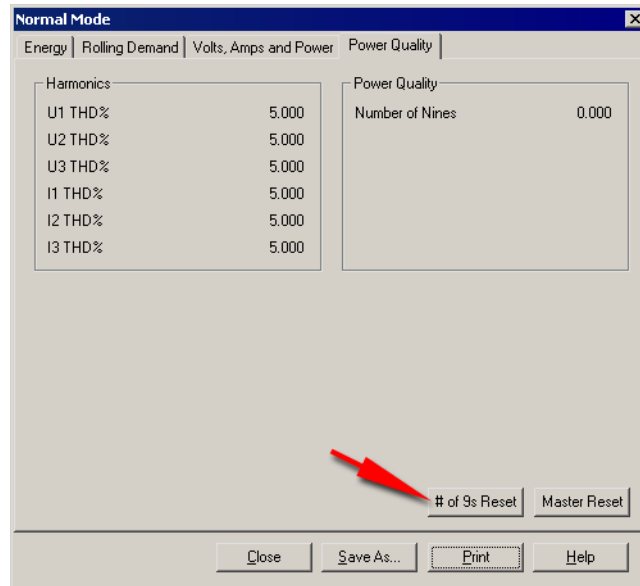 Normal Mode
Energy Rolling Demand Volts, Amps and Power Power Quality
Harmonics
U1 THD% 5.000
U2 THD% 5.000
U3 THD% 5.000
I1 THD% 5.000
I2 THD% 5.000
I3 THD% 5.000
Power Quality
Number of Nines 0.000
# of 9s Reset Master Reset
Close Save As... Print Help